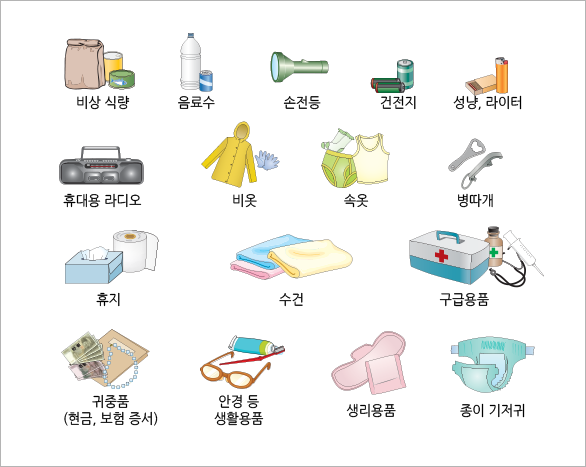 비상 식량
음료수
손전등
건전지
성냥, 라이터
휴대용 라디오
비옷
속옷
병따개
휴지
수건
구급용품
귀중품
(현금, 보험 증서)
안경 등
생활용품
생리용품
종이 기저귀